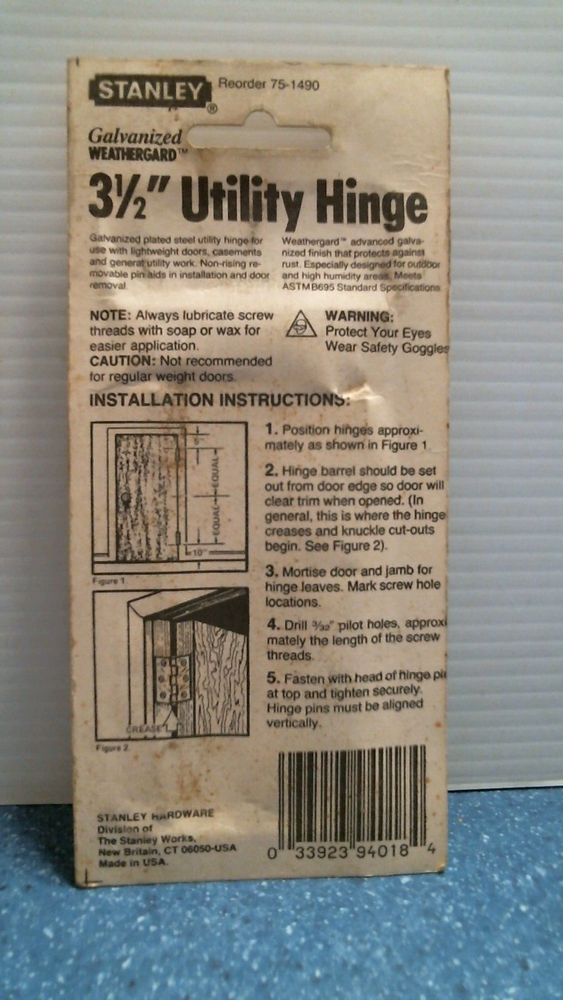 STANLEY ® Reorder 75-1490
Galvanized
WEATHERGARD™
3½" Utility Hinge
Galvanized plated steel utility hinge for
use with lightweight doors, casements
and general utility work. Non-rising re-
movable pin aids in installation and door
removal.
Weathergard™ advanced galva-
nized finish that protects against
rust. Especially designed for outdoor
and high humidity areas. Meets
ASTM B695 Standard Specifications
NOTE: Always lubricate screw
threads with soap or wax for
easier application.
CAUTION: Not recommended
for regular weight doors.
WARNING:
Protect Your Eyes
Wear Safety Goggles
INSTALLATION INSTRUCTIONS:
5"
EQUAL
EQUAL
10"
Figure 1
CREASE
Figure 2
1. Position hinges approxi-
mately as shown in Figure 1
2. Hinge barrel should be set
out from door edge so door will
clear trim when opened. (In
general, this is where the hinge
creases and knuckle cut-outs
begin. See Figure 2).
3. Mortise door and jamb for
hinge leaves. Mark screw hole
locations.
4. Drill 3/32" pilot holes, approxi
mately the length of the screw
threads.
5. Fasten with head of hinge pin
at top and tighten securely.
Hinge pins must be aligned
vertically.
STANLEY HARDWARE
Division of
The Stanley Works,
New Britain, CT 06050-USA
Made in USA.
0 33923 94018 4